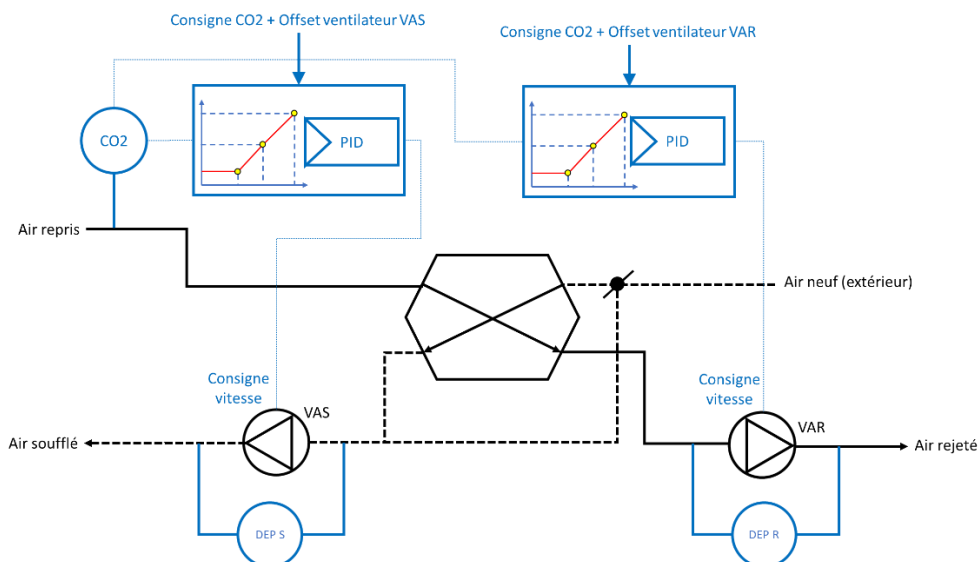 Consigne CO2 + Offset ventilateur VAS
Consigne CO2 + Offset ventilateur VAR
CO2
PID
PID
Air repris
Air neuf (extérieur)
Consigne
vitesse
Consigne
vitesse
VAS
VAR
Air soufflé
Air rejeté
DEP S
DEP R